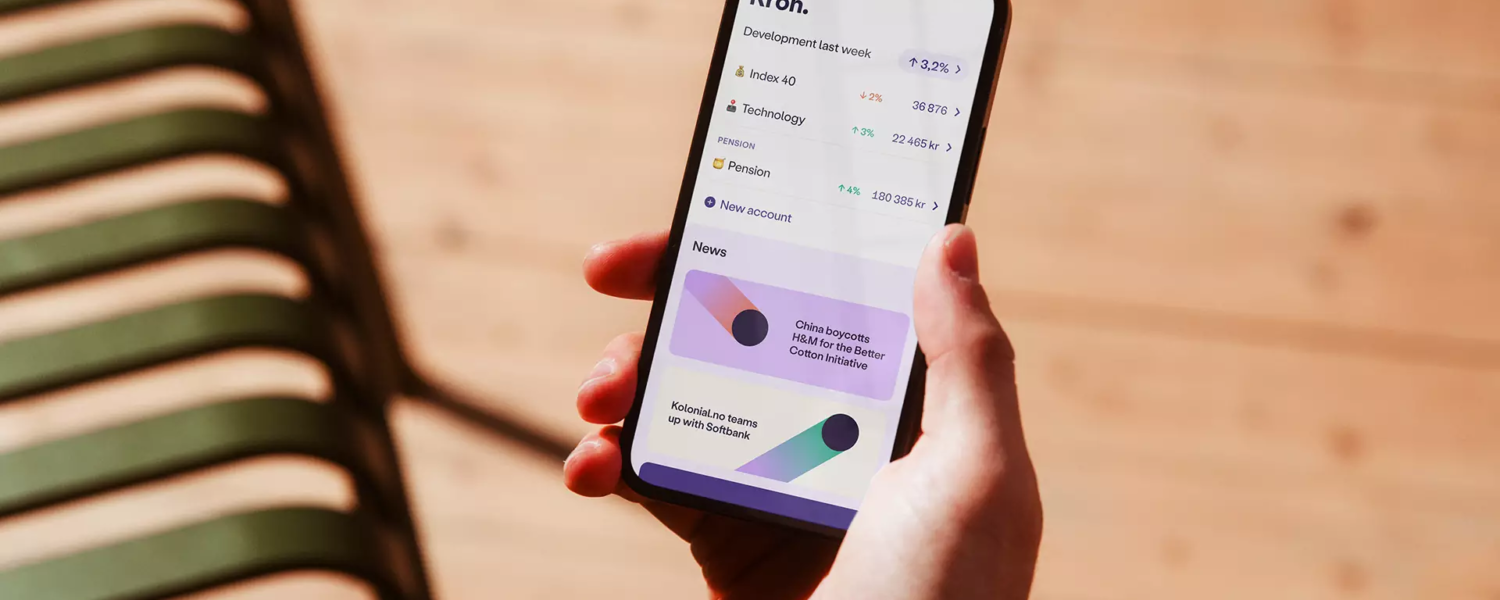 Kron.
Development last week
↑ 3,2% >
Index 40
↓ 2%
36 876 >
Technology
↑ 3%
22 465 kr >
PENSION
Pension
↑ 4%
180 385 kr >
New account
News
China boycotts
H&M for the Better
Cotton Initiative
Kolonial.no teams
up with Softbank